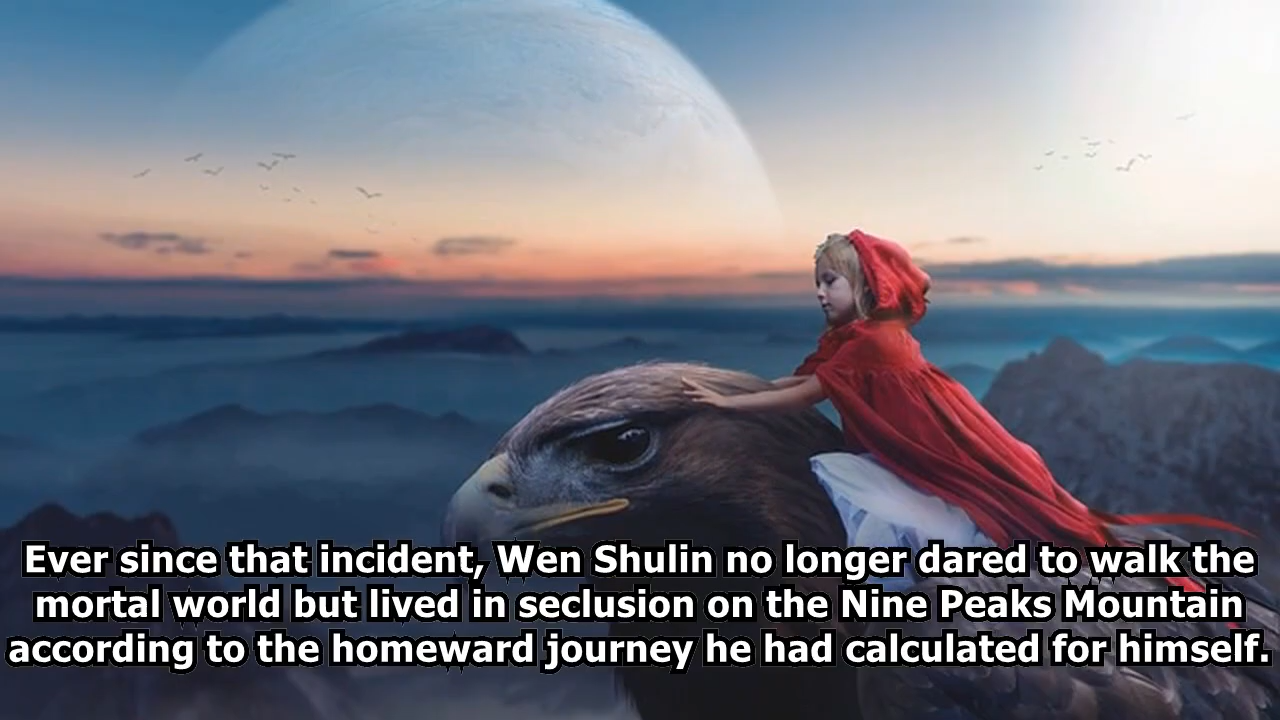 Ever since that incident, Wen Shulin no longer dared to walk the
mortal world but lived in seclusion on the Nine Peaks Mountain
according to the homeward journey he had calculated for himself.